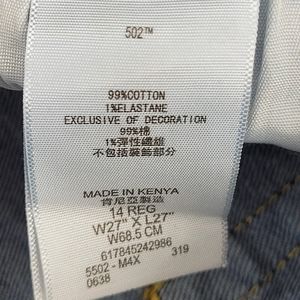 502™
99%COTTON
1%ELASTANE
EXCLUSIVE OF DECORATION
99%棉
1%彈性纖維
不包括裝飾部分
MADE IN KENYA
肯尼亞製造
14 REG
W27" X L27"
W68.5 CM
617845242986
5502 - M4X 319
0638